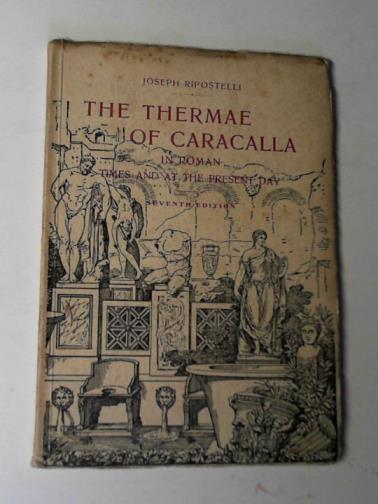 JOSEPH RIPOSTELLI
THE THERMAE
OF CARACALLA
IN ROMAN
TIMES AND AT THE PRESENT DAY
SEVENTH EDITION